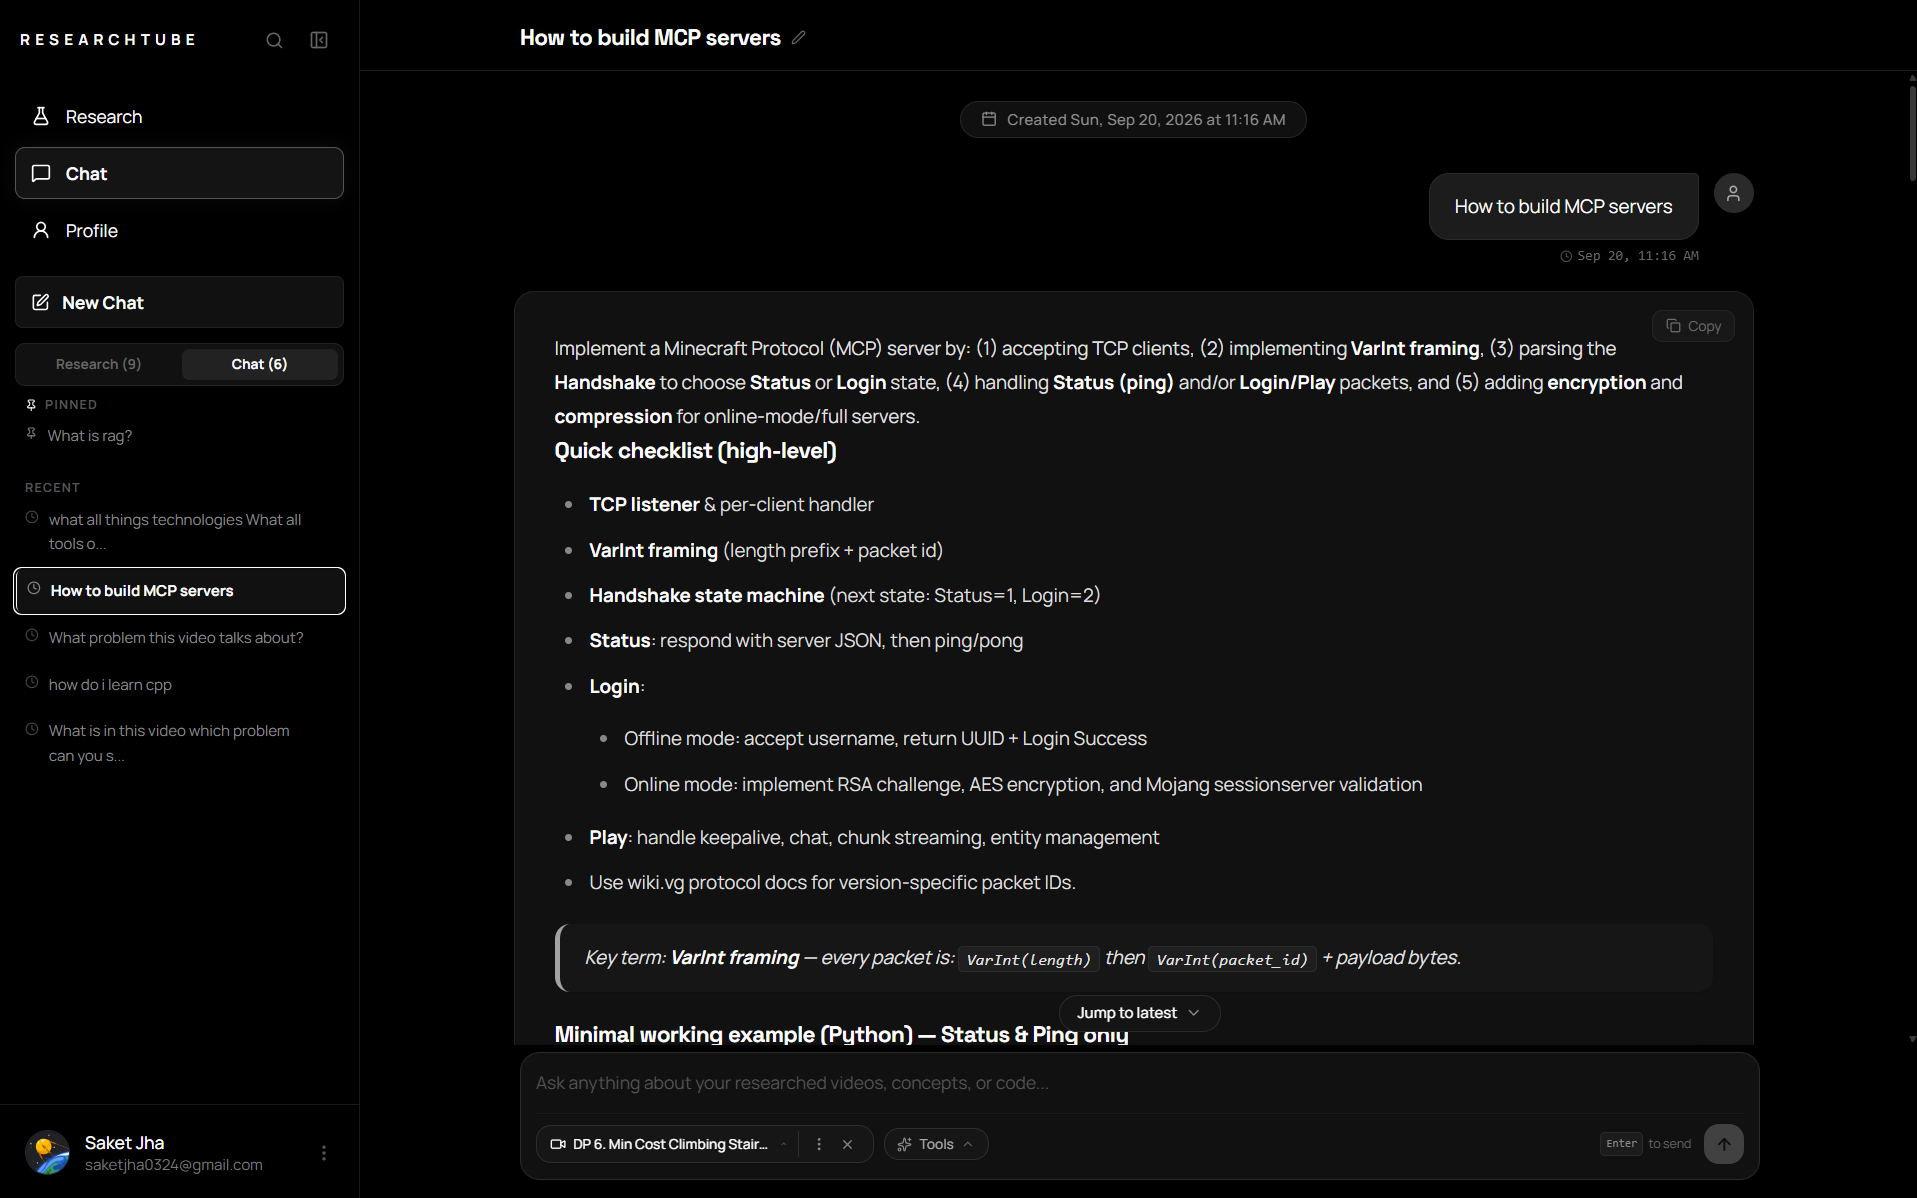 RESEARCHTUBE
Research
Chat
Profile
New Chat
Research (9)
Chat (6)
PINNED
What is rag?
RECENT
what all things technologies What all
tools o...
How to build MCP servers
What problem this video talks about?
how do i learn cpp
What is in this video which problem
can you s...
Saket Jha
saketjha0324@gmail.com
How to build MCP servers
Created Sun, Sep 20, 2026 at 11:16 AM
How to build MCP servers
Sep 20, 11:16 AM
Copy
Implement a Minecraft Protocol (MCP) server by: (1) accepting TCP clients, (2) implementing VarInt framing, (3) parsing the
Handshake to choose Status or Login state, (4) handling Status (ping) and/or Login/Play packets, and (5) adding encryption and
compression for online-mode/full servers.
Quick checklist (high-level)
TCP listener & per-client handler
VarInt framing (length prefix + packet id)
Handshake state machine (next state: Status=1, Login=2)
Status: respond with server JSON, then ping/pong
Login:
Offline mode: accept username, return UUID + Login Success
Online mode: implement RSA challenge, AES encryption, and Mojang sessionserver validation
Play: handle keepalive, chat, chunk streaming, entity management
Use wiki.vg protocol docs for version-specific packet IDs.
Key term: VarInt framing — every packet is: VarInt(length) then VarInt(packet_id) + payload bytes.
Jump to latest
Minimal working example (Python) — Status & Ping only
Ask anything about your researched videos, concepts, or code...
DP 6. Min Cost Climbing Stair...
Tools
Enter to send